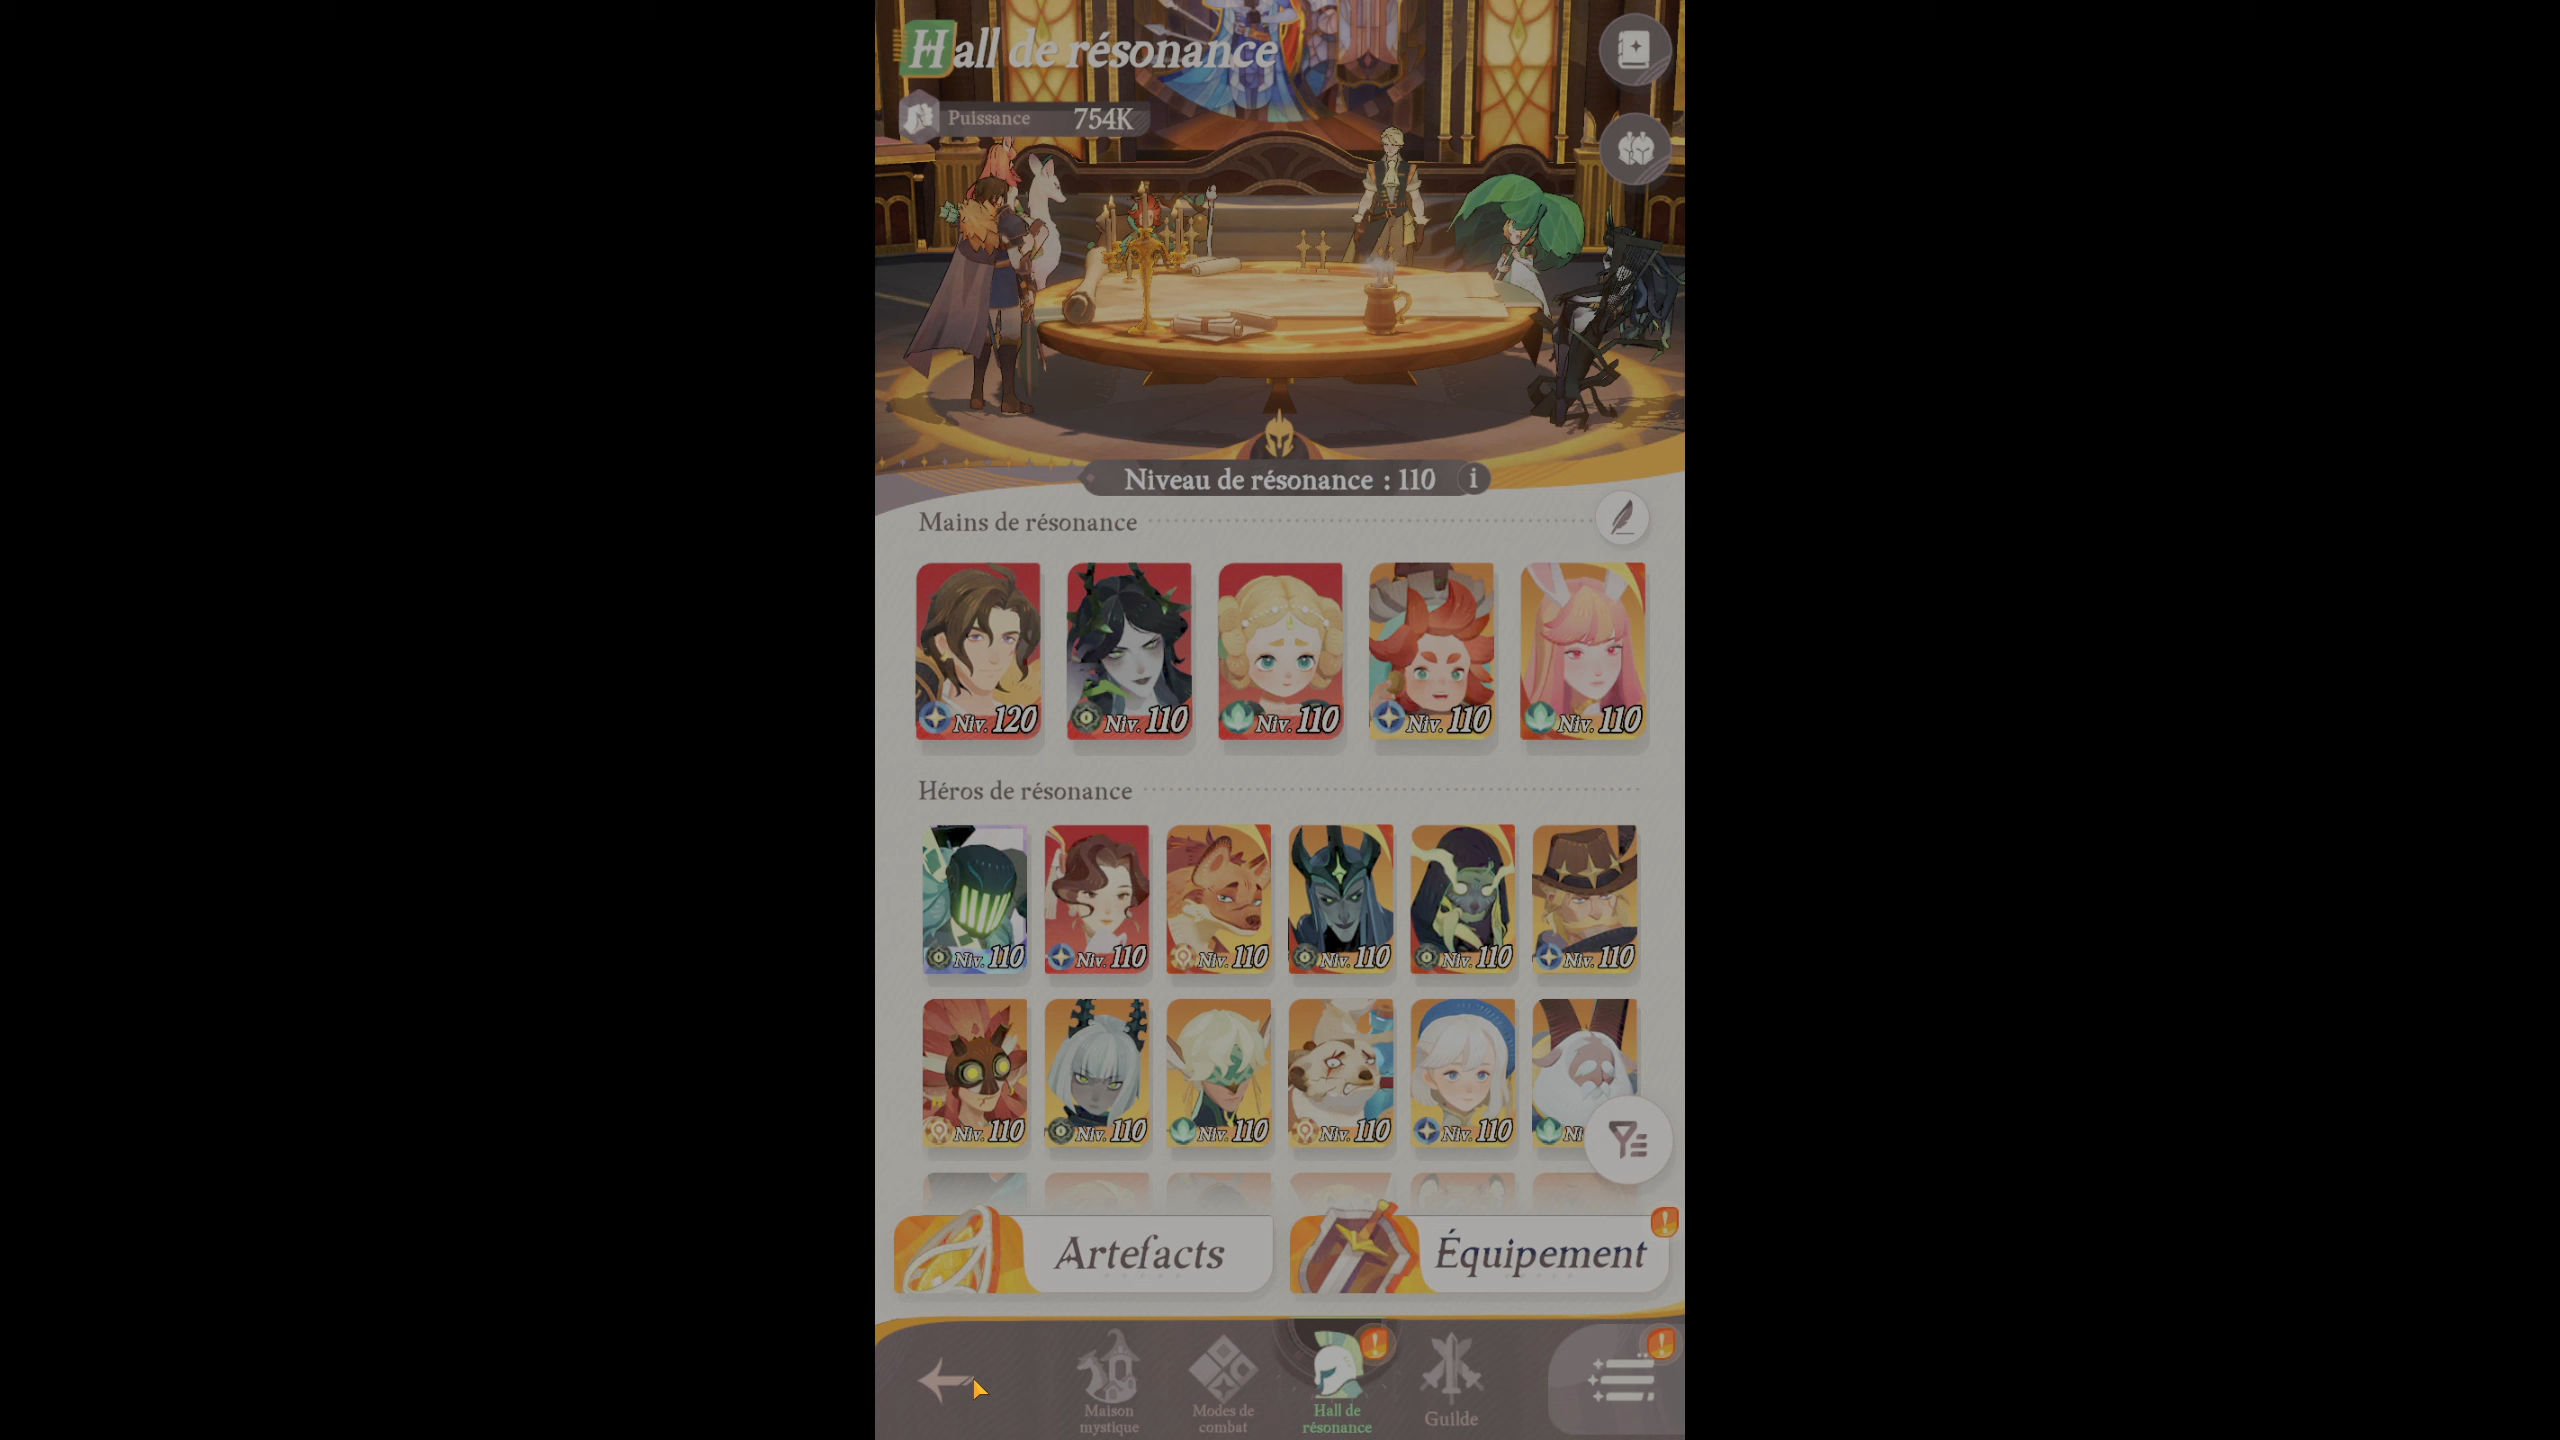 Hall de résonance
Puissance 754K
Niveau de résonance : 110 i
Mains de résonance
Niv. 120 Niv. 110 Niv. 110 Niv. 110 Niv. 110
Héros de résonance
Niv. 110 Niv. 110 Niv. 110 Niv. 110 Niv. 110 Niv. 110
Niv. 110 Niv. 110 Niv. 110 Niv. 110 Niv. 110
Artefacts Équipement
Maison mystique
Modes de combat
Hall de résonance
Guilde